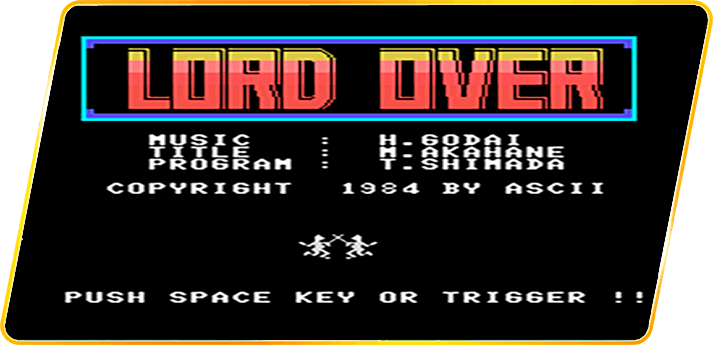 LORD OVER
MUSIC : H.GODAI
TITLE : M.AKAHANE
PROGRAM : T.SHIMADA
COPYRIGHT 1984 BY ASCII
PUSH SPACE KEY OR TRIGGER !!